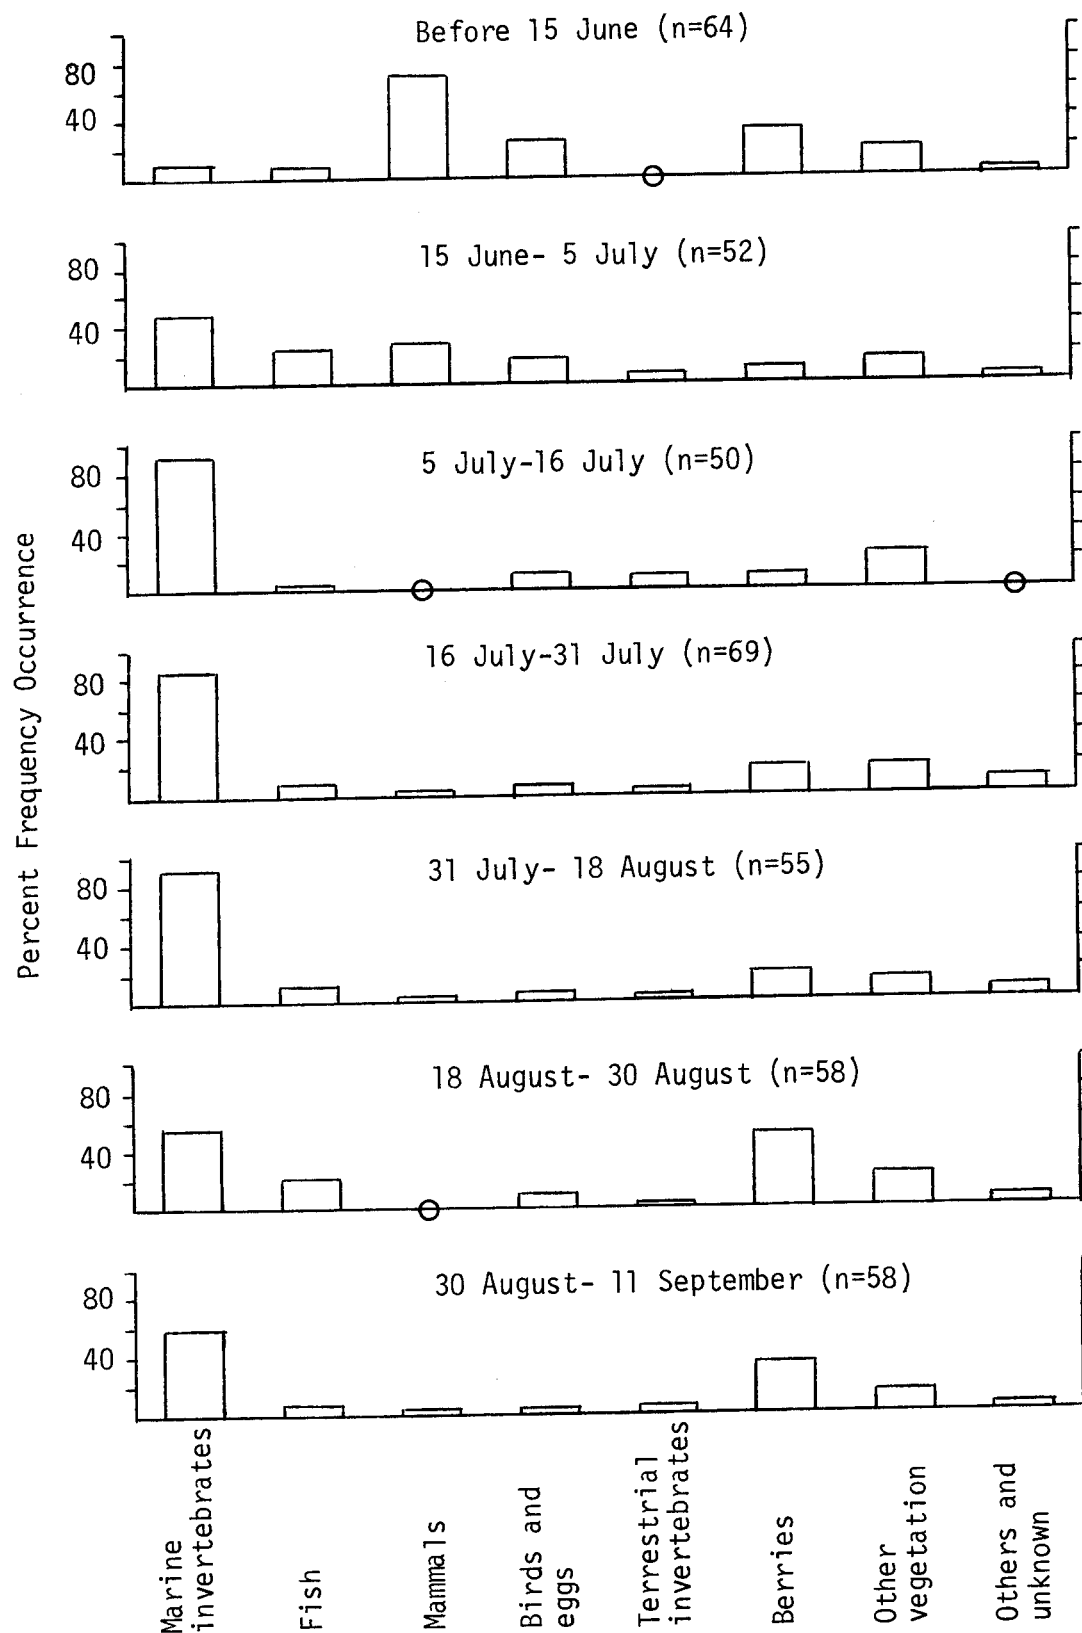 Before 15 June (n=64)
80
40
15 June- 5 July (n=52)
80
40
5 July-16 July (n=50)
80
40
16 July-31 July (n=69)
80
40
31 July- 18 August (n=55)
80
40
18 August- 30 August (n=58)
80
40
30 August- 11 September (n=58)
80
40
Percent Frequency Occurrence
Marine
invertebrates
Fish
Mammals
Birds and
eggs
Terrestrial
invertebrates
Berries
Other
vegetation
Others and
unknown